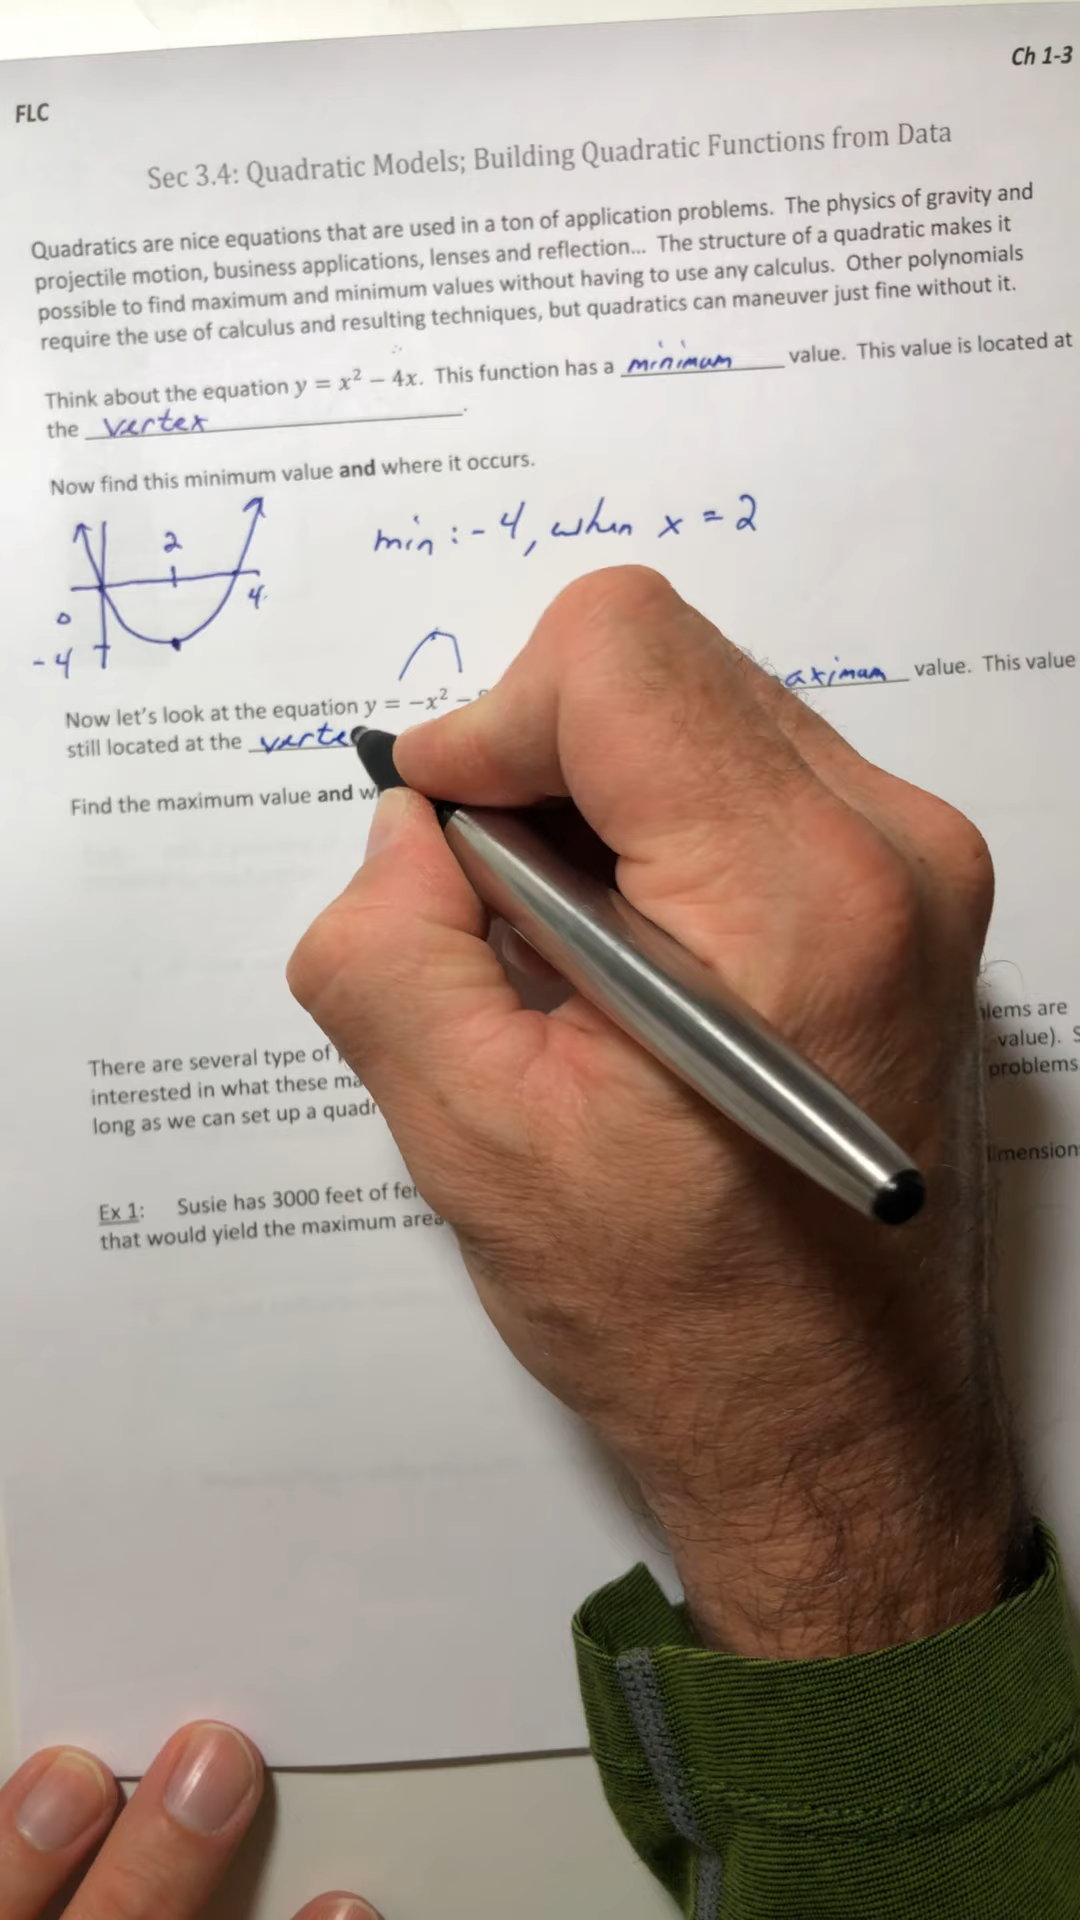 Ch 1-3
FLC
Sec 3.4: Quadratic Models; Building Quadratic Functions from Data
Quadratics are nice equations that are used in a ton of application problems. The physics of gravity and
projectile motion, business applications, lenses and reflection... The structure of a quadratic makes it
possible to find maximum and minimum values without having to use any calculus. Other polynomials
require the use of calculus and resulting techniques, but quadratics can maneuver just fine without it.
Think about the equation y = x² − 4x. This function has a minimum value. This value is located at
the vertex.
Now find this minimum value and where it occurs.
min : -4, when x = 2
2
0
4
-4
Now let's look at the equation y = −x² − aximum value. This value
still located at the verte
Find the maximum value and w
There are several type of lems are
interested in what these ma value). S
long as we can set up a quadr problems
Ex 1: Susie has 3000 feet of fe imension
that would yield the maximum area